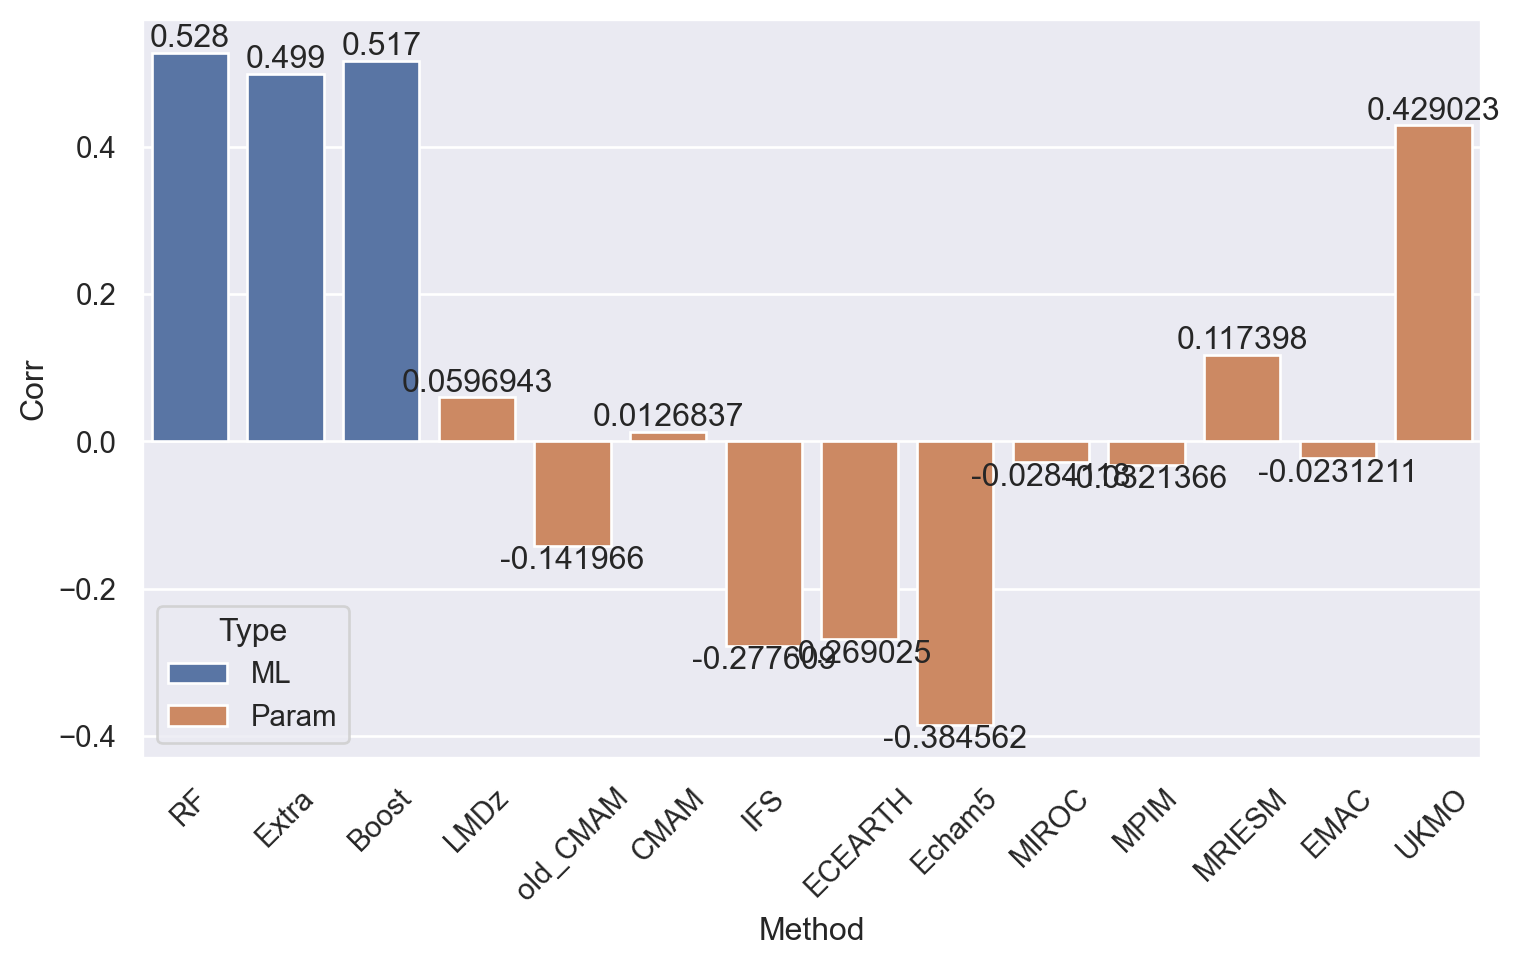 0.528
0.499
0.517
0.429023
0.4
0.2
0.117398
0.0596943
0.0126837
0.0
-0.0231211
-0.141966
−0.2
-0.269025
-0.384562
−0.4
Corr
Type
ML
Param
RF
Extra
Boost
LMDz
old_CMAM
CMAM
IFS
ECEARTH
Echam5
MIROC
MPIM
MRIESM
EMAC
UKMO
Method